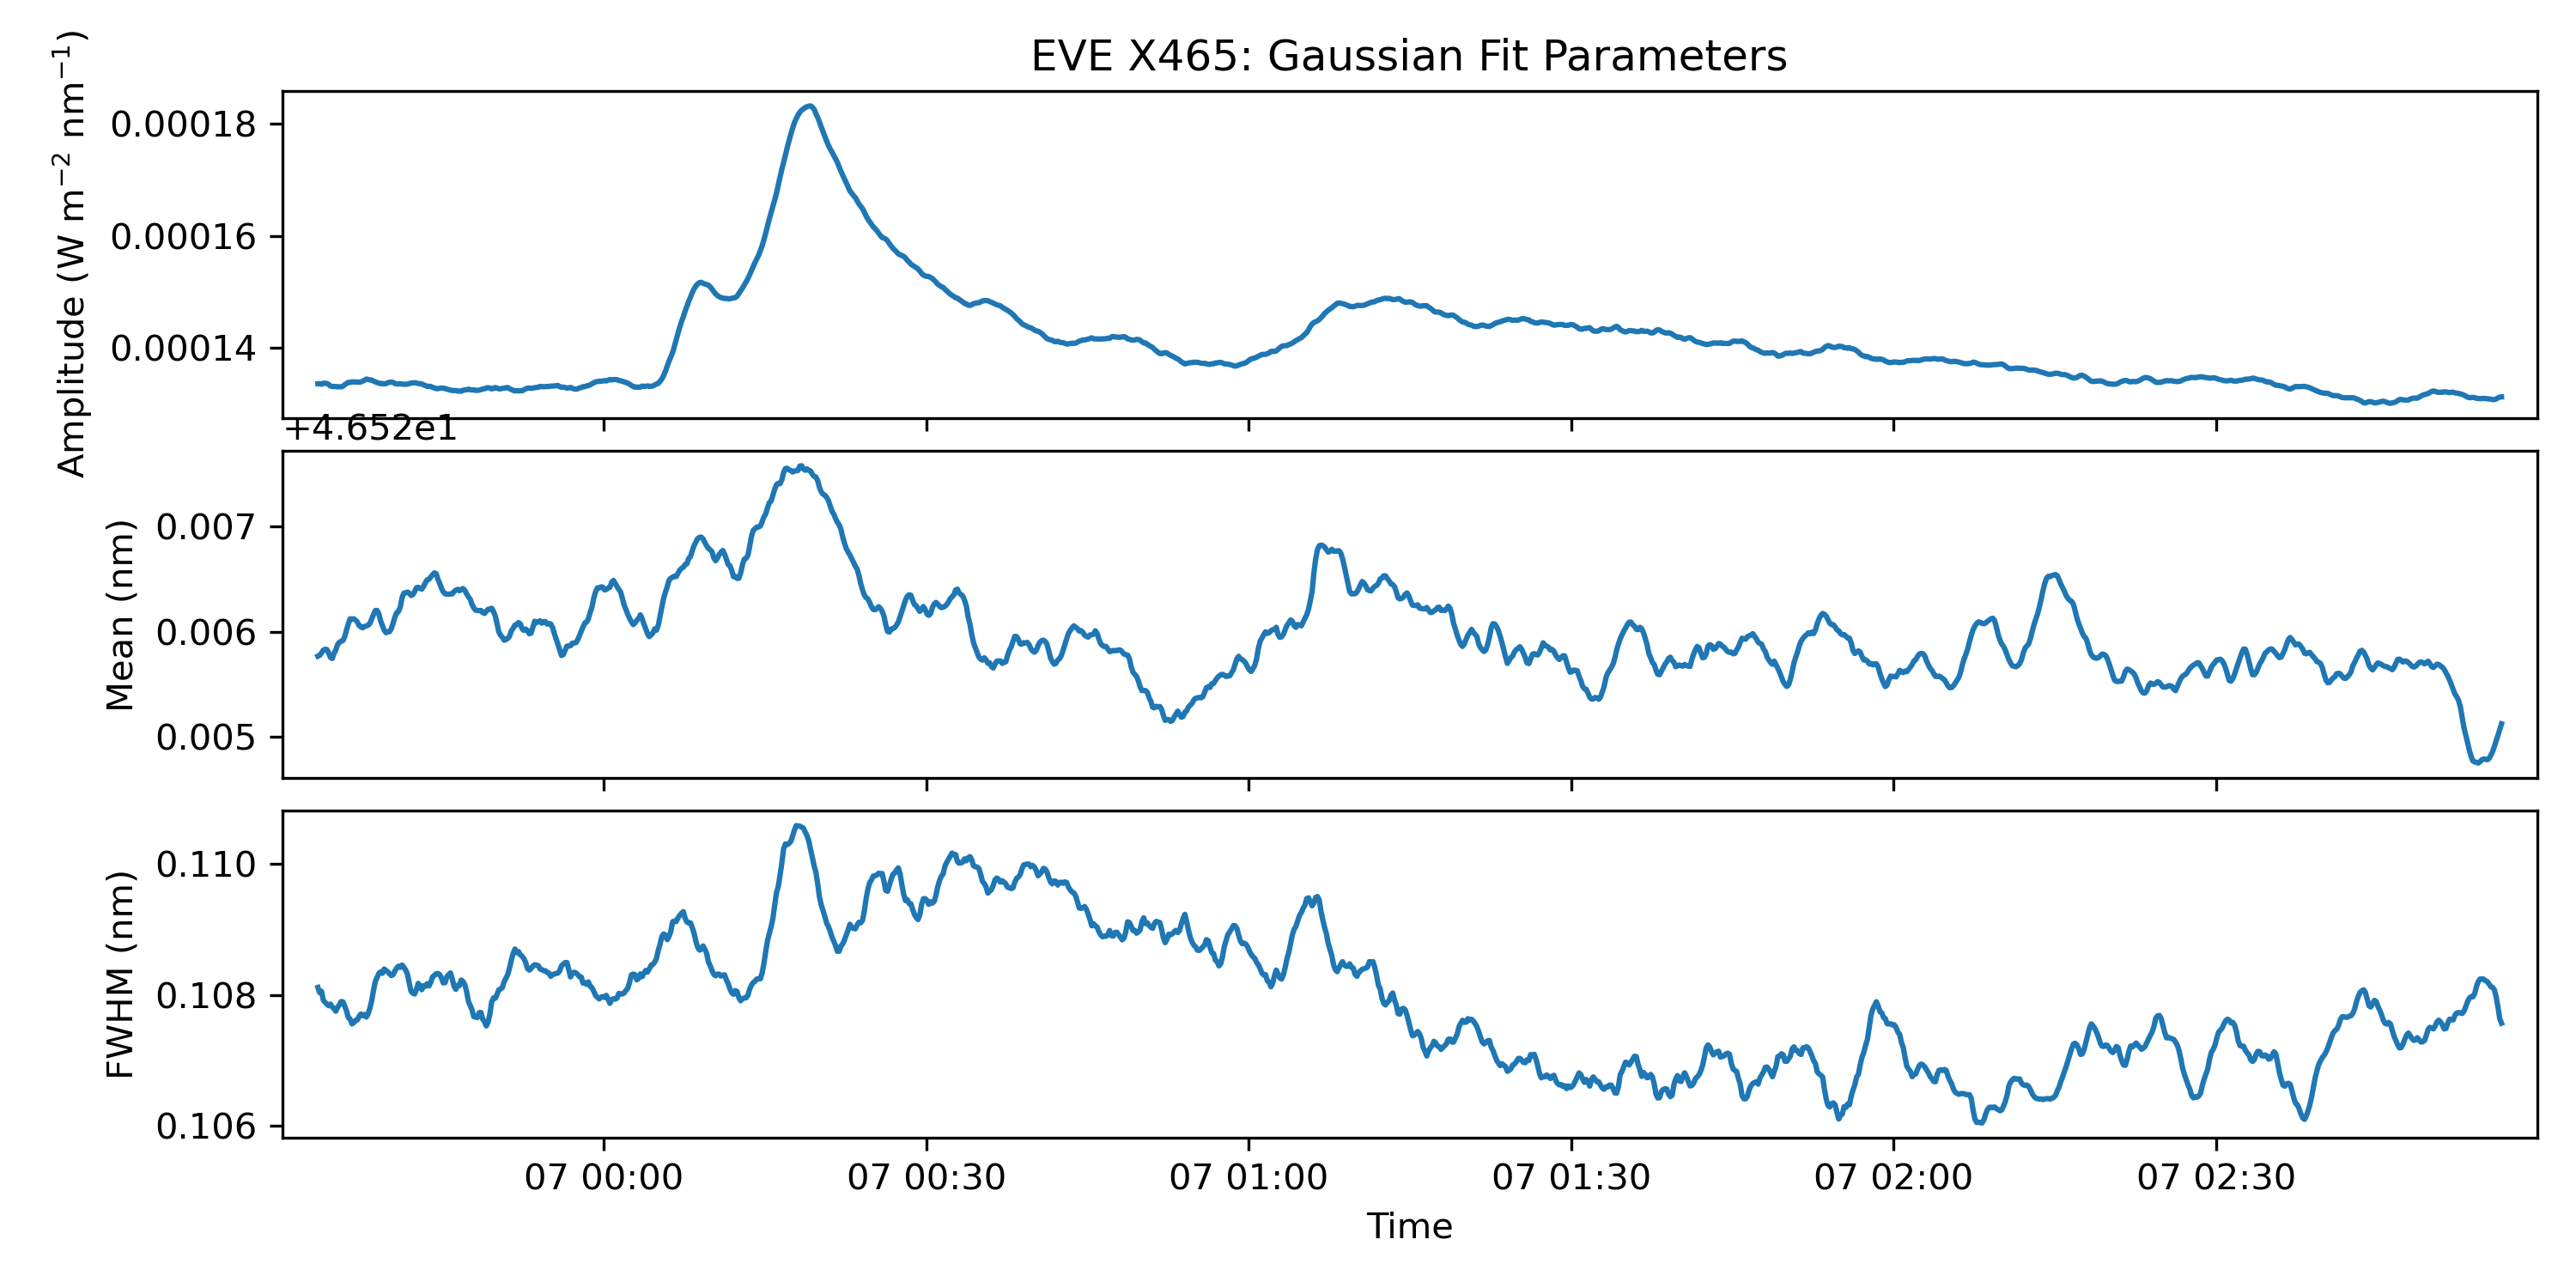 EVE X465: Gaussian Fit Parameters
Amplitude (W m⁻² nm⁻¹)
0.00018
0.00016
0.00014
+4.652e1
Mean (nm)
0.007
0.006
0.005
FWHM (nm)
0.110
0.108
0.106
07 00:00 07 00:30 07 01:00 07 01:30 07 02:00 07 02:30
Time